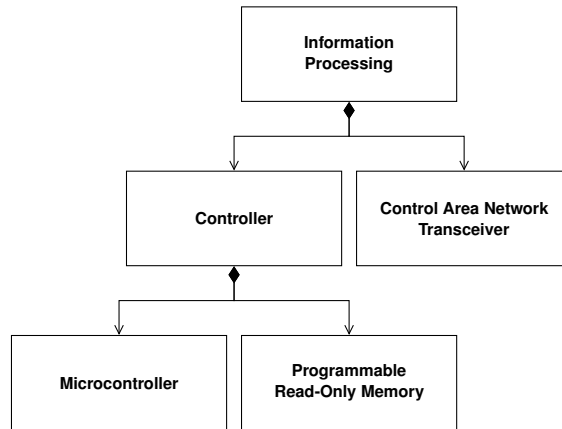 Information
Processing
Controller
Control Area Network
Transceiver
Microcontroller
Programmable
Read-Only Memory